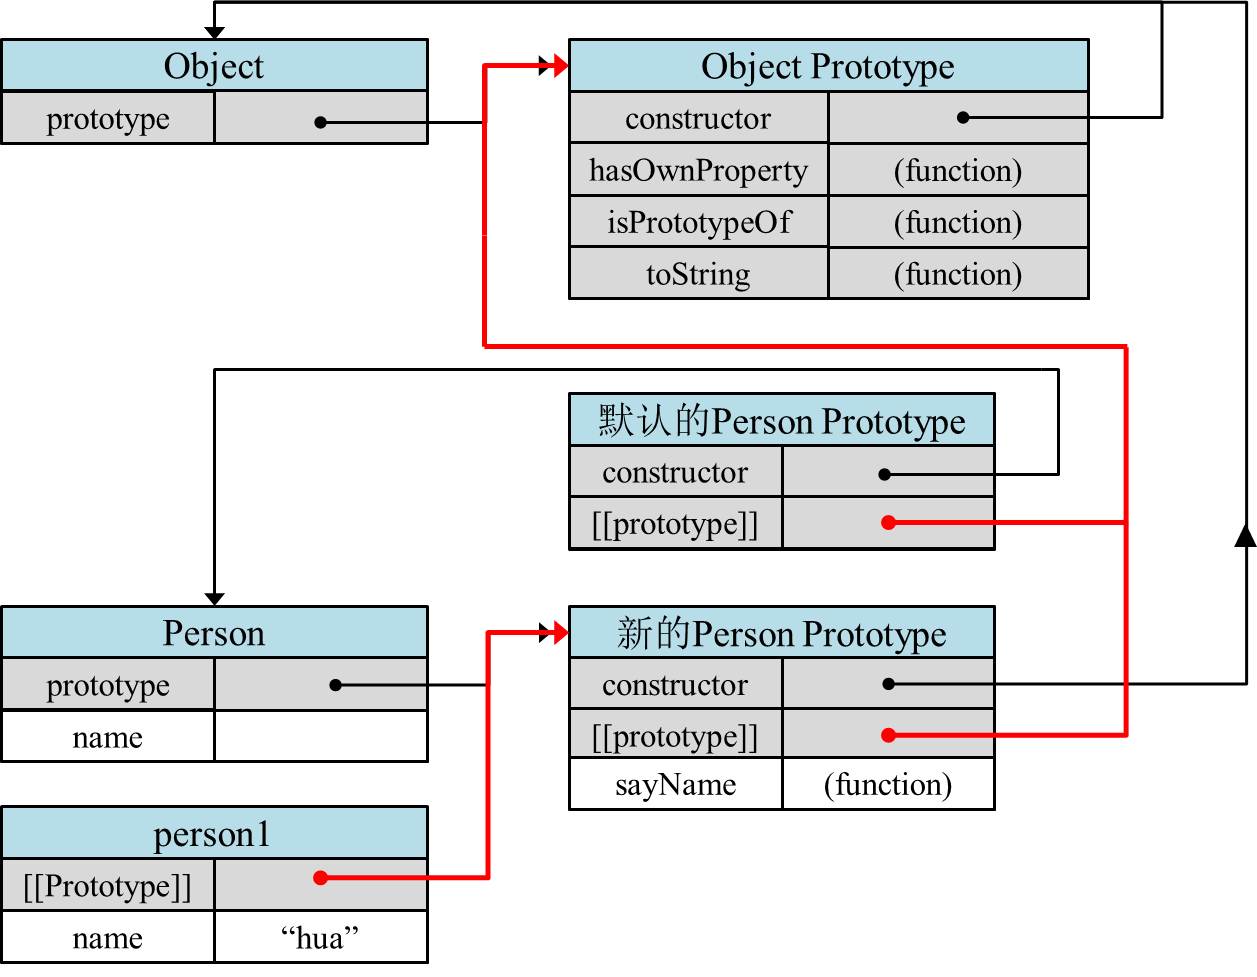 Object
prototype
Object Prototype
constructor
hasOwnProperty (function)
isPrototypeOf (function)
toString (function)
默认的Person Prototype
constructor
[[prototype]]
Person
prototype
name
新的Person Prototype
constructor
[[prototype]]
sayName (function)
person1
[[Prototype]]
name “hua”